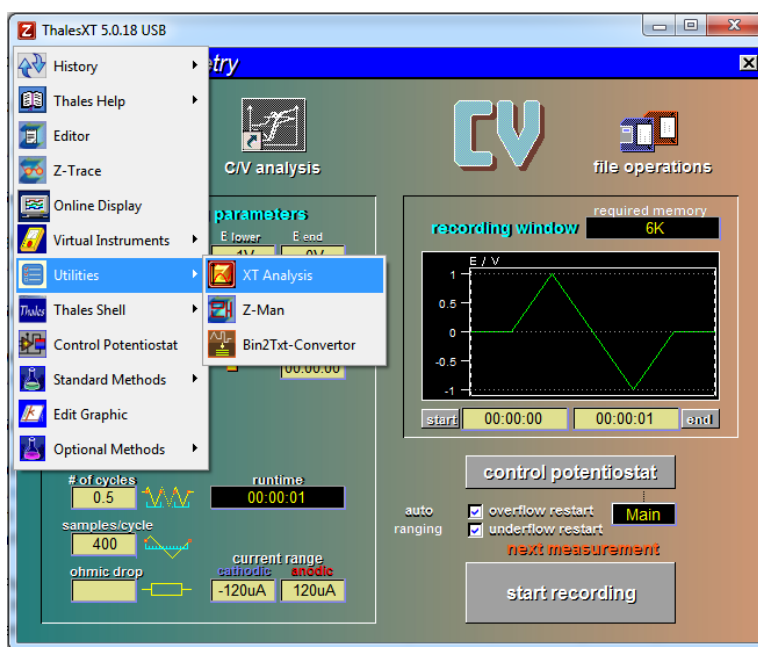 ThalesXT 5.0.18 USB
etry
History
Thales Help
Editor
Z-Trace
Online Display
Virtual Instruments
Utilities
Thales Shell
Control Potentiostat
Standard Methods
Edit Graphic
Optional Methods
XT Analysis
Z-Man
Bin2Txt-Convertor
C/V analysis
CV
file operations
parameters
E lower E end
-1V 0V
00:00:00
# of cycles
0.5
runtime
00:00:01
samples/cycle
400
ohmic drop
current range
cathodic anodic
-120uA 120uA
required memory
recording window 6K
E / V
1
0.5
0
-0.5
-1
start 00:00:00 00:00:01 end
control potentiostat
auto ranging
overflow restart
underflow restart
Main
next measurement
start recording